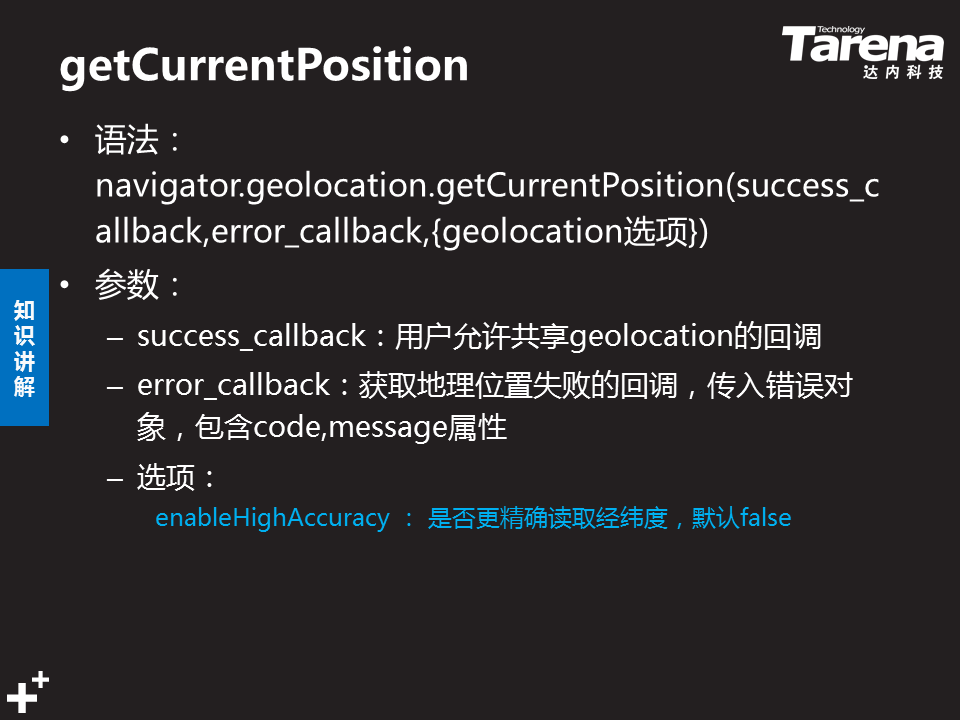 getCurrentPosition
Technology
Tarena
达内科技
• 语法：
navigator.geolocation.getCurrentPosition(success_c
allback,error_callback,{geolocation选项})
• 参数：
– success_callback：用户允许共享geolocation的回调
– error_callback：获取地理位置失败的回调，传入错误对
象，包含code,message属性
– 选项：
enableHighAccuracy ： 是否更精确读取经纬度，默认false
知
识
讲
解